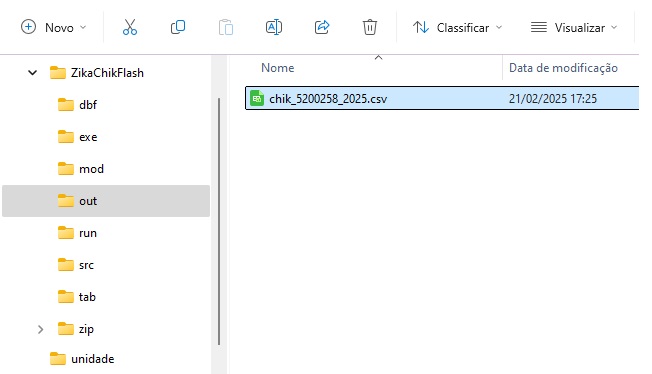 Novo
Classificar
Visualizar
ZikaChikFlash
dbf
exe
mod
out
run
src
tab
zip
unidade
Nome
Data de modificação
chik_5200258_2025.csv
21/02/2025 17:25